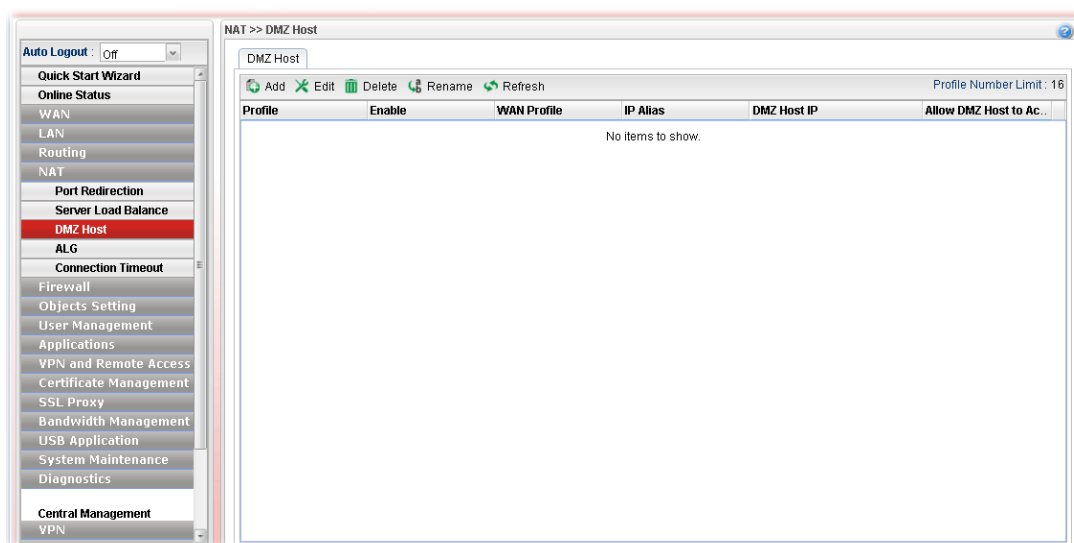 NAT >> DMZ Host
Auto Logout : Off
Quick Start Wizard
Online Status
WAN
LAN
Routing
NAT
Port Redirection
Server Load Balance
DMZ Host
ALG
Connection Timeout
Firewall
Objects Setting
User Management
Applications
VPN and Remote Access
Certificate Management
SSL Proxy
Bandwidth Management
USB Application
System Maintenance
Diagnostics
Central Management
VPN
DMZ Host
Add Edit Delete Rename Refresh Profile Number Limit : 16
Profile Enable WAN Profile IP Alias DMZ Host IP Allow DMZ Host to Ac..
No items to show.